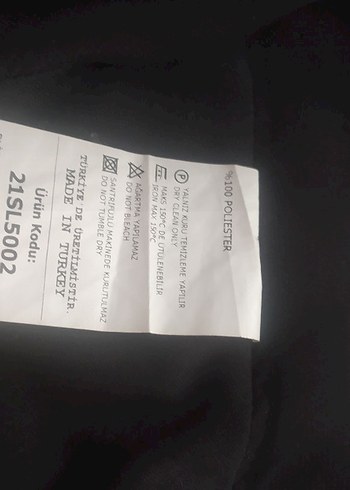 %100 POLIESTER
P
YALNIZ KURU TEMİZLEME YAPILIR
DRY CLEAN ONLY
MAKS 150°C DE ÜTÜLENEBİLİR
IRON MAX 150°C
AĞARTMA YAPILAMAZ
DO NOT BLEACH
SANTRİFÜJLÜ MAKİNEDE KURUTULMAZ
DO NOT TUMBLE DRY
TÜRKİYE DE ÜRETİLMİSTİR.
MADE IN TURKEY
Ürün Kodu:
21SL5002